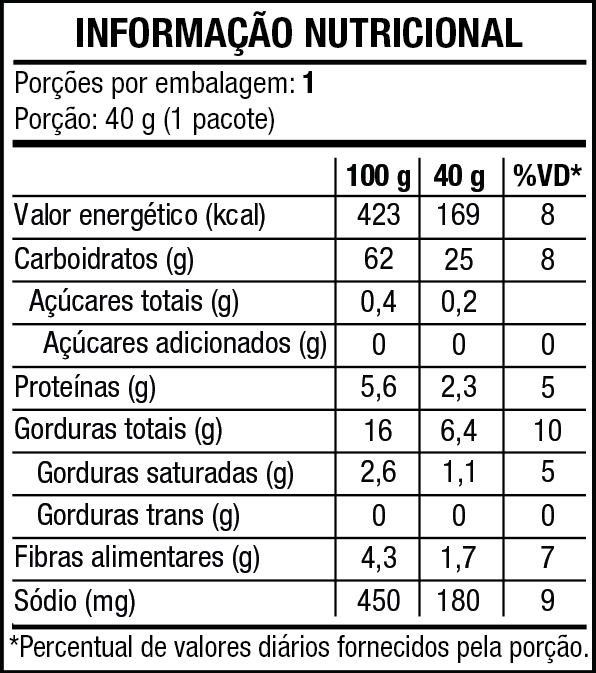 INFORMAÇÃO NUTRICIONAL
Porções por embalagem: 1
Porção: 40 g (1 pacote)
100 g 40 g %VD*
Valor energético (kcal) 423 169 8
Carboidratos (g) 62 25 8
Açúcares totais (g) 0,4 0,2
Açúcares adicionados (g) 0 0 0
Proteínas (g) 5,6 2,3 5
Gorduras totais (g) 16 6,4 10
Gorduras saturadas (g) 2,6 1,1 5
Gorduras trans (g) 0 0 0
Fibras alimentares (g) 4,3 1,7 7
Sódio (mg) 450 180 9
*Percentual de valores diários fornecidos pela porção.